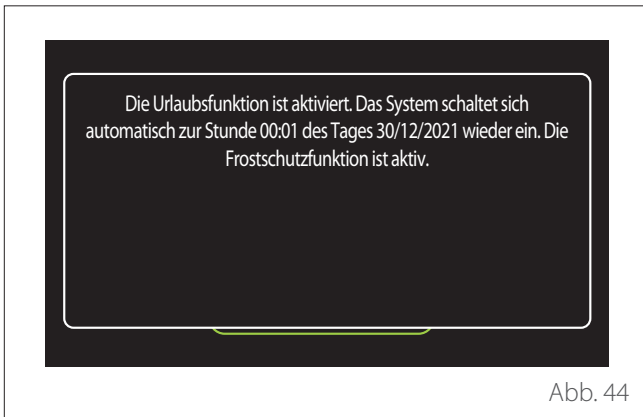 Die Urlaubsfunktion ist aktiviert. Das System schaltet sich
automatisch zur Stunde 00:01 des Tages 30/12/2021 wieder ein. Die
Frostschutzfunktion ist aktiv.
Abb. 44